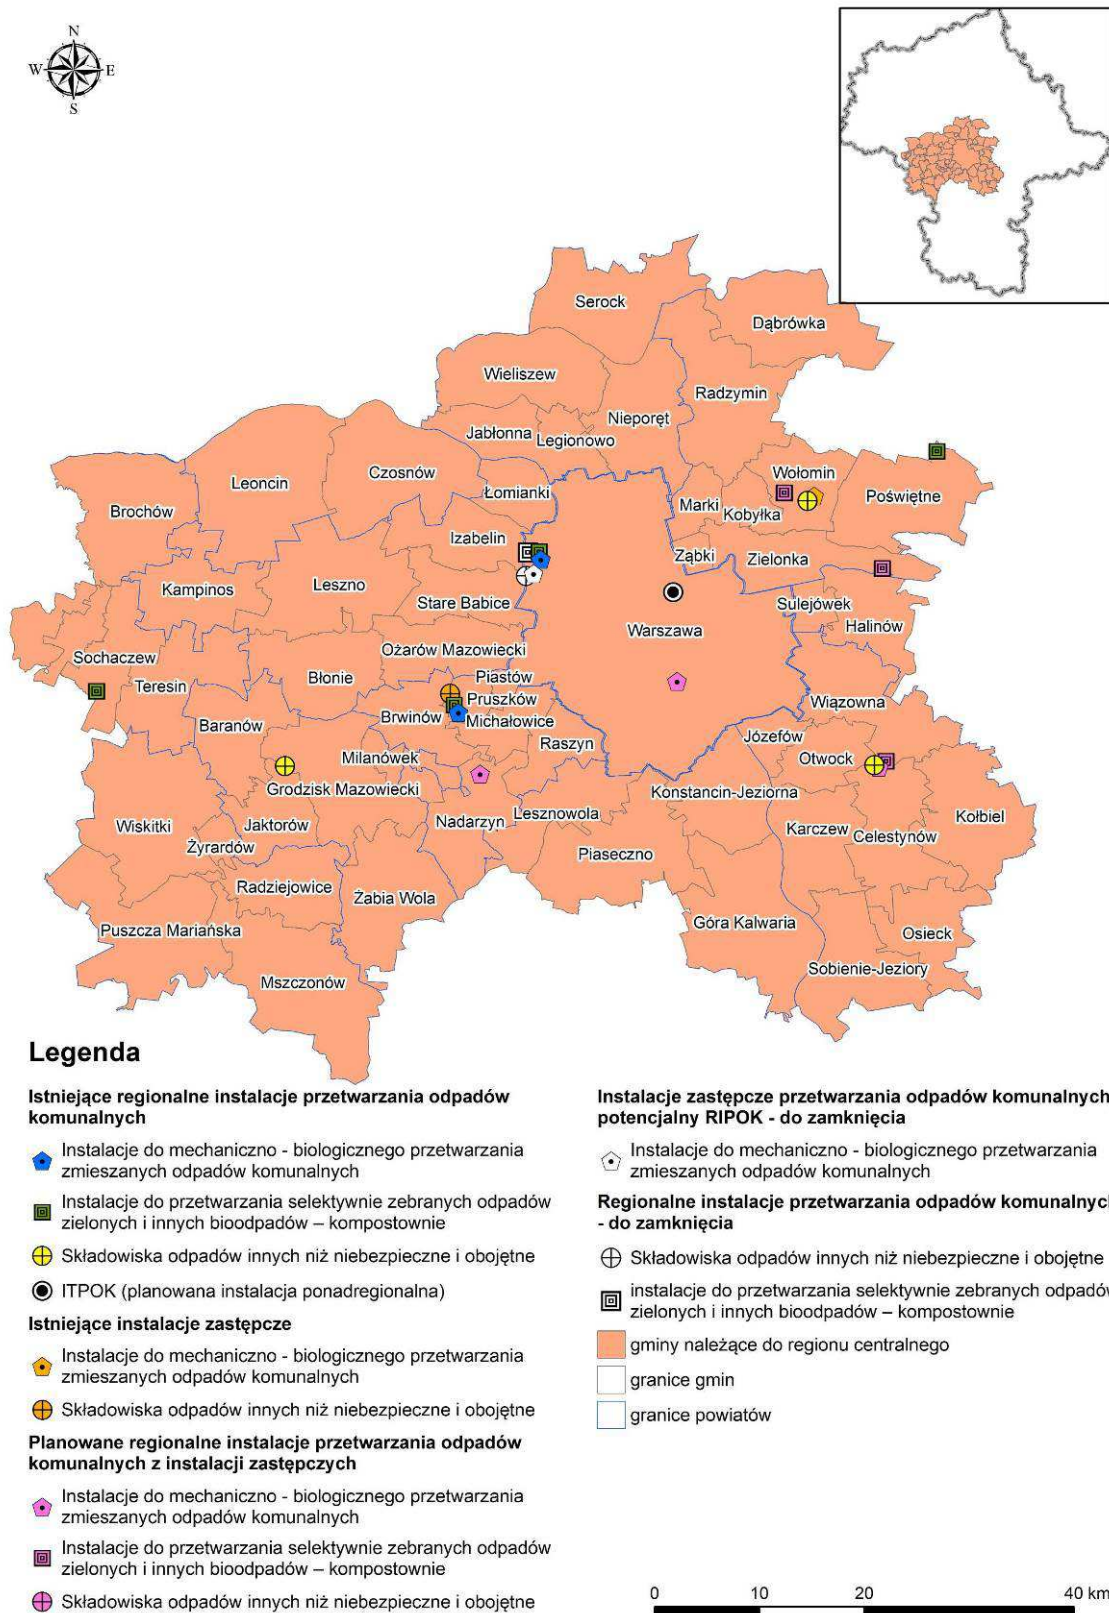 N
W E
S
Serock
Dąbrówka
Wieliszew
Radzymin
Nieporęt
Jabłonna
Legionowo
Czosnów
Wołomin
Leoncin
Łomianki
Poświętne
Marki
Brochów
Kobyłka
Izabelin
Ząbki
Zielonka
Leszno
Kampinos
Stare Babice
Sulejówek
Halinów
Warszawa
Ożarów Mazowiecki
Sochaczew
Błonie
Piastów
Teresin
Pruszków
Wiązowna
Brwinów
Michałowice
Baranów
Józefów
Raszyn
Milanówek
Otwock
Grodzisk Mazowiecki
Konstancin-Jeziorna
Lesznowola
Kołbiel
Nadarzyn
Wiskitki
Jaktorów
Karczew
Celestynów
Żyrardów
Piaseczno
Radziejowice
Żabia Wola
Góra Kalwaria
Puszcza Mariańska
Osieck
Sobienie-Jeziory
Mszczonów
Legenda
Istniejące regionalne instalacje przetwarzania odpadów
komunalnych
Instalacje do mechaniczno - biologicznego przetwarzania
zmieszanych odpadów komunalnych
Instalacje do przetwarzania selektywnie zebranych odpadów
zielonych i innych bioodpadów – kompostownie
Składowiska odpadów innych niż niebezpieczne i obojętne
ITPOK (planowana instalacja ponadregionalna)
Istniejące instalacje zastępcze
Instalacje do mechaniczno - biologicznego przetwarzania
zmieszanych odpadów komunalnych
Składowiska odpadów innych niż niebezpieczne i obojętne
Planowane regionalne instalacje przetwarzania odpadów
komunalnych z instalacji zastępczych
Instalacje do mechaniczno - biologicznego przetwarzania
zmieszanych odpadów komunalnych
Instalacje do przetwarzania selektywnie zebranych odpadów
zielonych i innych bioodpadów – kompostownie
Składowiska odpadów innych niż niebezpieczne i obojętne
Instalacje zastępcze przetwarzania odpadów komunalnych
potencjalny RIPOK - do zamknięcia
Instalacje do mechaniczno - biologicznego przetwarzania
zmieszanych odpadów komunalnych
Regionalne instalacje przetwarzania odpadów komunalnych
- do zamknięcia
Składowiska odpadów innych niż niebezpieczne i obojętne
instalacje do przetwarzania selektywnie zebranych odpadów
zielonych i innych bioodpadów – kompostownie
gminy należące do regionu centralnego
granice gmin
granice powiatów
0 10 20 40 km